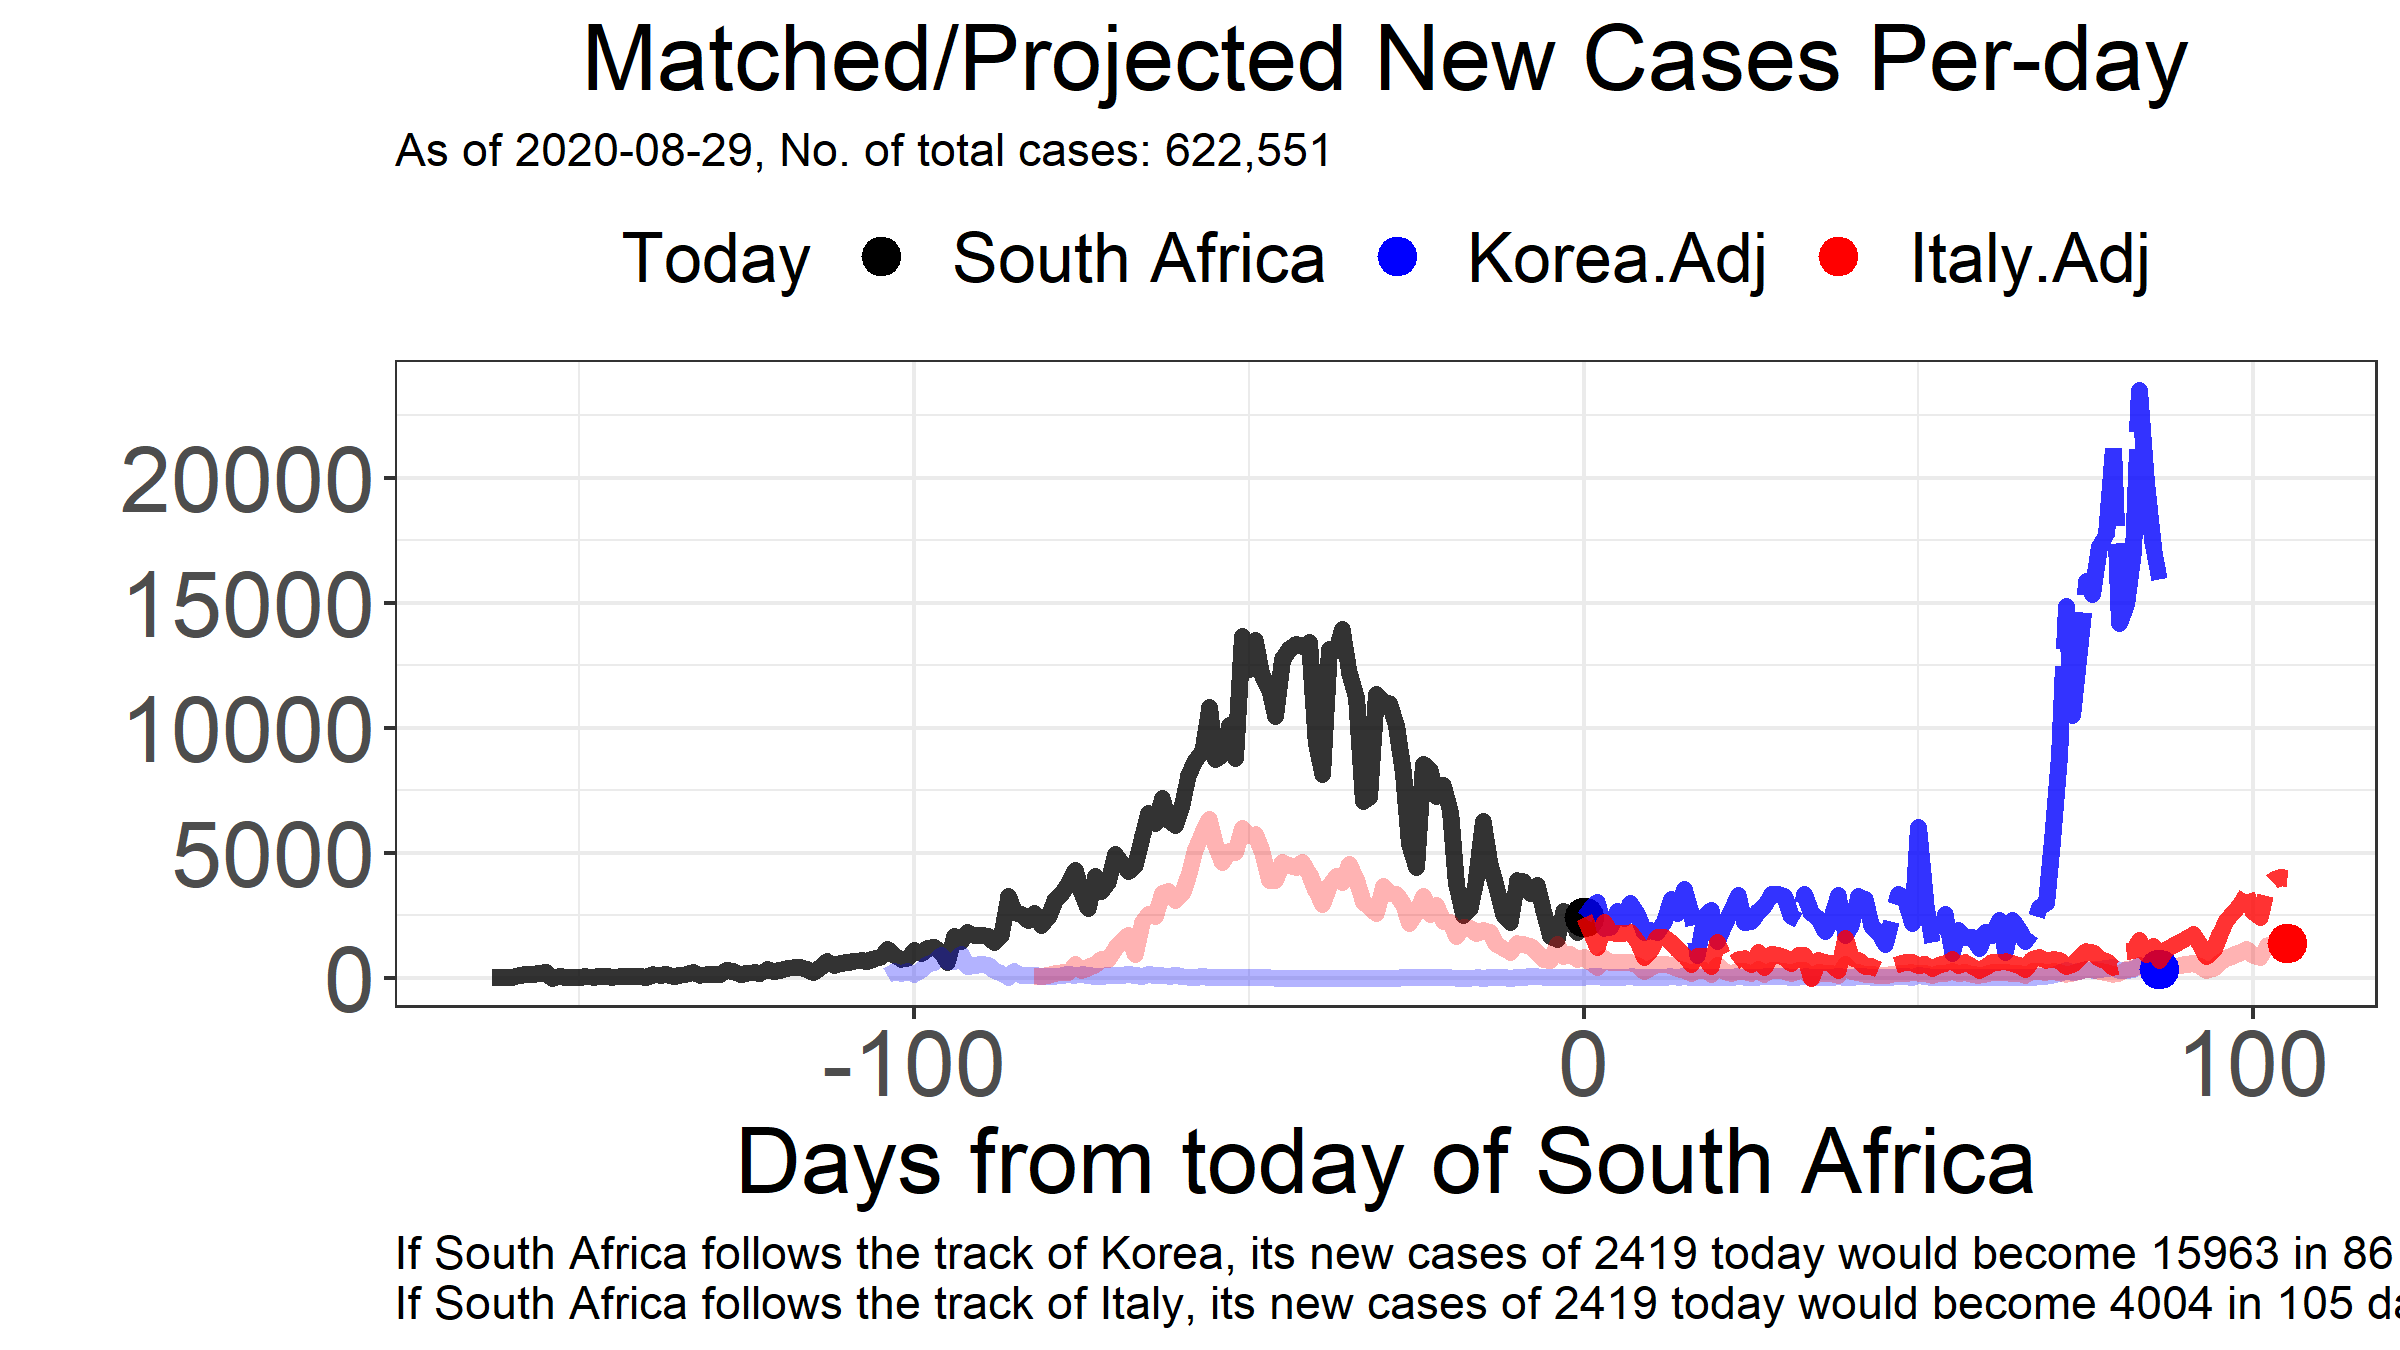 Matched/Projected New Cases Per-day
As of 2020-08-29, No. of total cases: 622,551
Today South Africa Korea.Adj Italy.Adj
20000
15000
10000
5000
0
-100 0 100
Days from today of South Africa
If South Africa follows the track of Korea, its new cases of 2419 today would become 15963 in 86
If South Africa follows the track of Italy, its new cases of 2419 today would become 4004 in 105 da